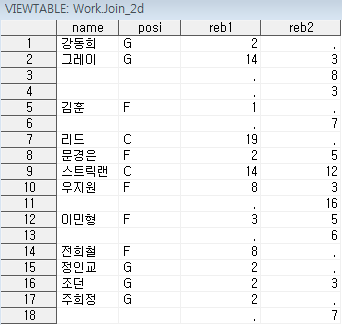 VIEWTABLE: Work.Join_2d
name posi reb1 reb2
1 강동희 G 2 .
2 그레이 G 14 3
3 . 8
4 . 3
5 김훈 F 1 .
6 . 7
7 리드 C 19 .
8 문경은 F 2 5
9 스트릭랜 C 14 12
10 우지원 F 8 3
11 . 16
12 이민형 F 3 5
13 . 6
14 전희철 F 8 .
15 정인교 G 2 .
16 조던 G 2 3
17 주희정 G 2 .
18 . 7